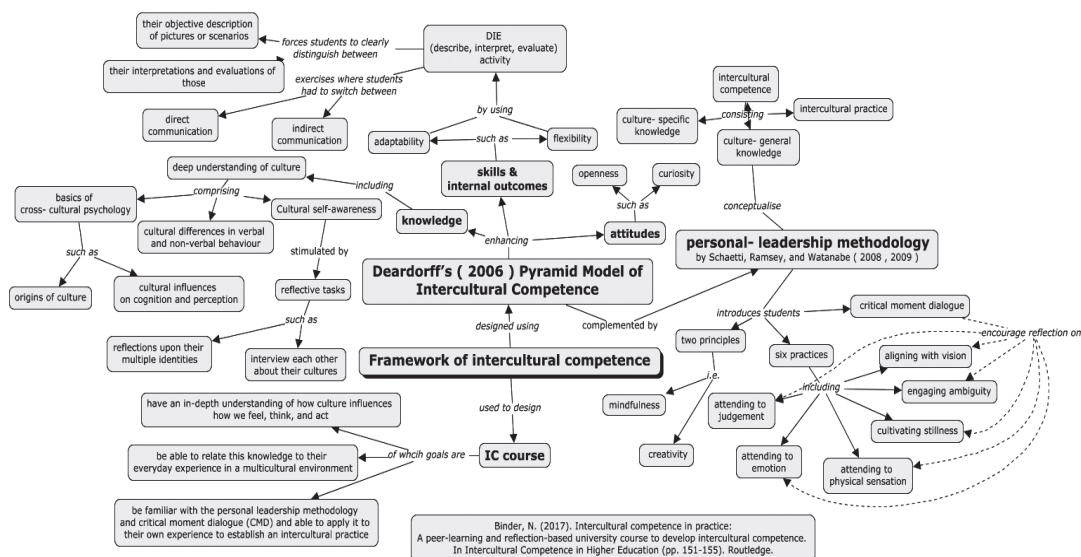 their objective description
of pictures or scenarios
forces students to clearly
distinguish between
DIE
(describe, interpret, evaluate)
activity
their interpretations and evaluations of
those
exercises where students
had to switch between
direct
communication
indirect
communication
by using
adaptability
such as
flexibility
skills &
internal outcomes
intercultural
competence
culture- specific
knowledge
consisting
intercultural practice
culture- general
knowledge
conceptualise
deep understanding of culture
including
knowledge
openness
curiosity
such as
attitudes
enhancing
basics of
cross- cultural psychology
comprising
Cultural self-awareness
cultural differences in verbal
and non-verbal behaviour
such as
origins of culture
cultural influences
on cognition and perception
stimulated by
reflective tasks
such as
reflections upon their
multiple identities
interview each other
about their cultures
personal- leadership methodology
by Schaetti, Ramsey, and Watanabe ( 2008 , 2009 )
Deardorff's ( 2006 ) Pyramid Model of
Intercultural Competence
designed using
complemented by
Framework of intercultural competence
introduces students
critical moment dialogue
two principles
six practices
encourage reflection on
i.e.
mindfulness
creativity
including
aligning with vision
engaging ambiguity
attending to
judgement
cultivating stillness
attending to
emotion
attending to
physical sensation
used to design
IC course
of whcih goals are
have an in-depth understanding of how culture influences
how we feel, think, and act
be able to relate this knowledge to their
everyday experience in a multicultural environment
be familiar with the personal leadership methodology
and critical moment dialogue (CMD) and able to apply it to
their own experience to establish an intercultural practice
Binder, N. (2017). Intercultural competence in practice:
A peer-learning and reflection-based university course to develop intercultural competence.
In Intercultural Competence in Higher Education (pp. 151-155). Routledge.